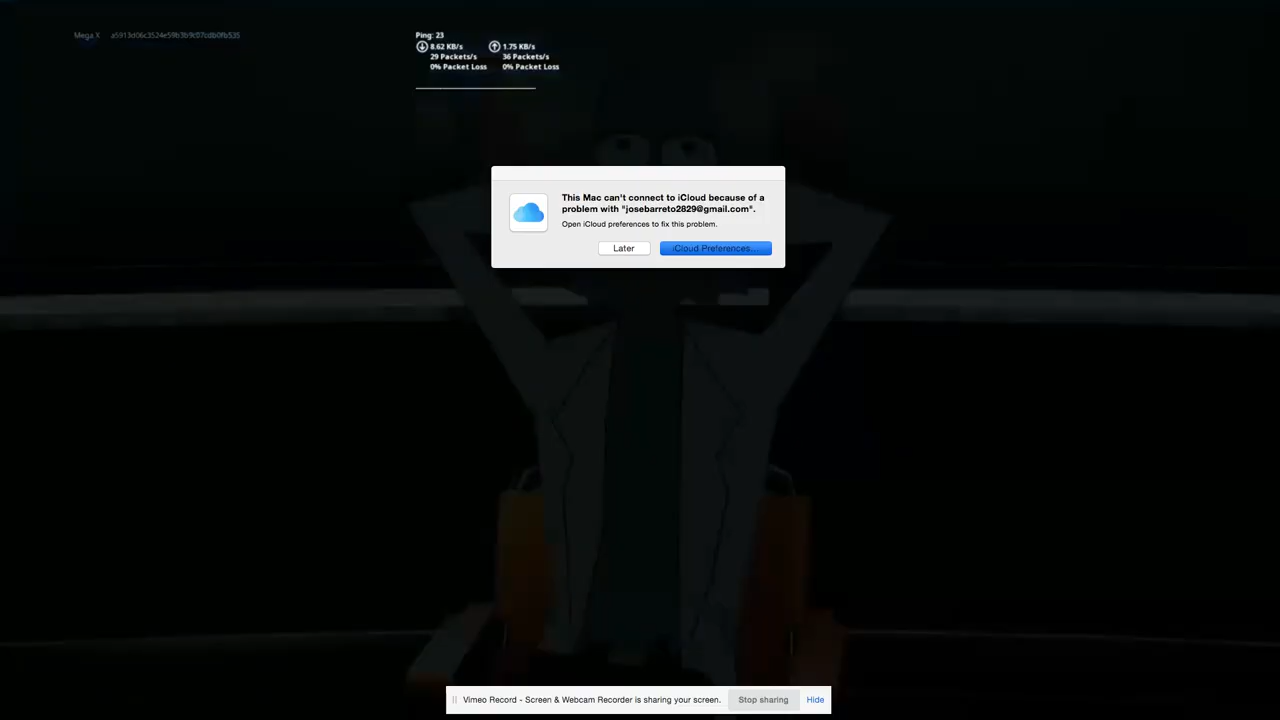 Mega X
Ping: 23
8.62 KB/s 1.75 KB/s
29 Packets/s 36 Packets/s
0% Packet Loss 0% Packet Loss
This Mac can't connect to iCloud because of a
problem with "josebarreto2829@gmail.com".
Open iCloud preferences to fix this problem.
Later iCloud Preferences...
Vimeo Record - Screen & Webcam Recorder is sharing your screen. Stop sharing Hide